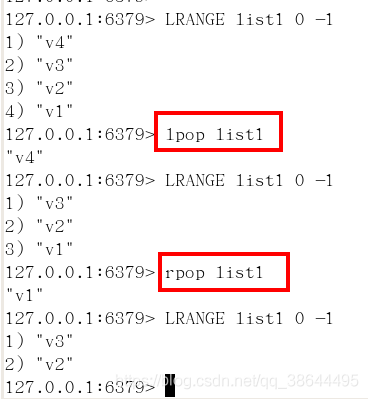 127.0.0.1:6379> LRANGE list1 0 -1
1) "v4"
2) "v3"
3) "v2"
4) "v1"
127.0.0.1:6379> lpop list1
"v4"
127.0.0.1:6379> LRANGE list1 0 -1
1) "v3"
2) "v2"
3) "v1"
127.0.0.1:6379> rpop list1
"v1"
127.0.0.1:6379> LRANGE list1 0 -1
1) "v3"
2) "v2"
127.0.0.1:6379>
https://blog.csdn.net/qq_38644495